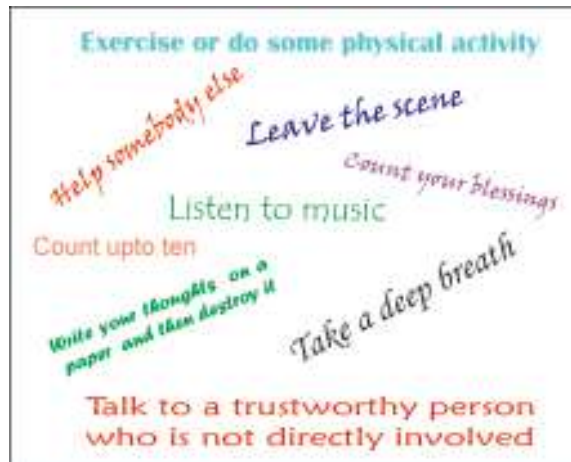 Exercise or do some physical activity
Help somebody else
Leave the scene
Count your blessings
Listen to music
Count upto ten
Write your thoughts on a
paper and then destroy it
Take a deep breath
Talk to a trustworthy person
who is not directly involved